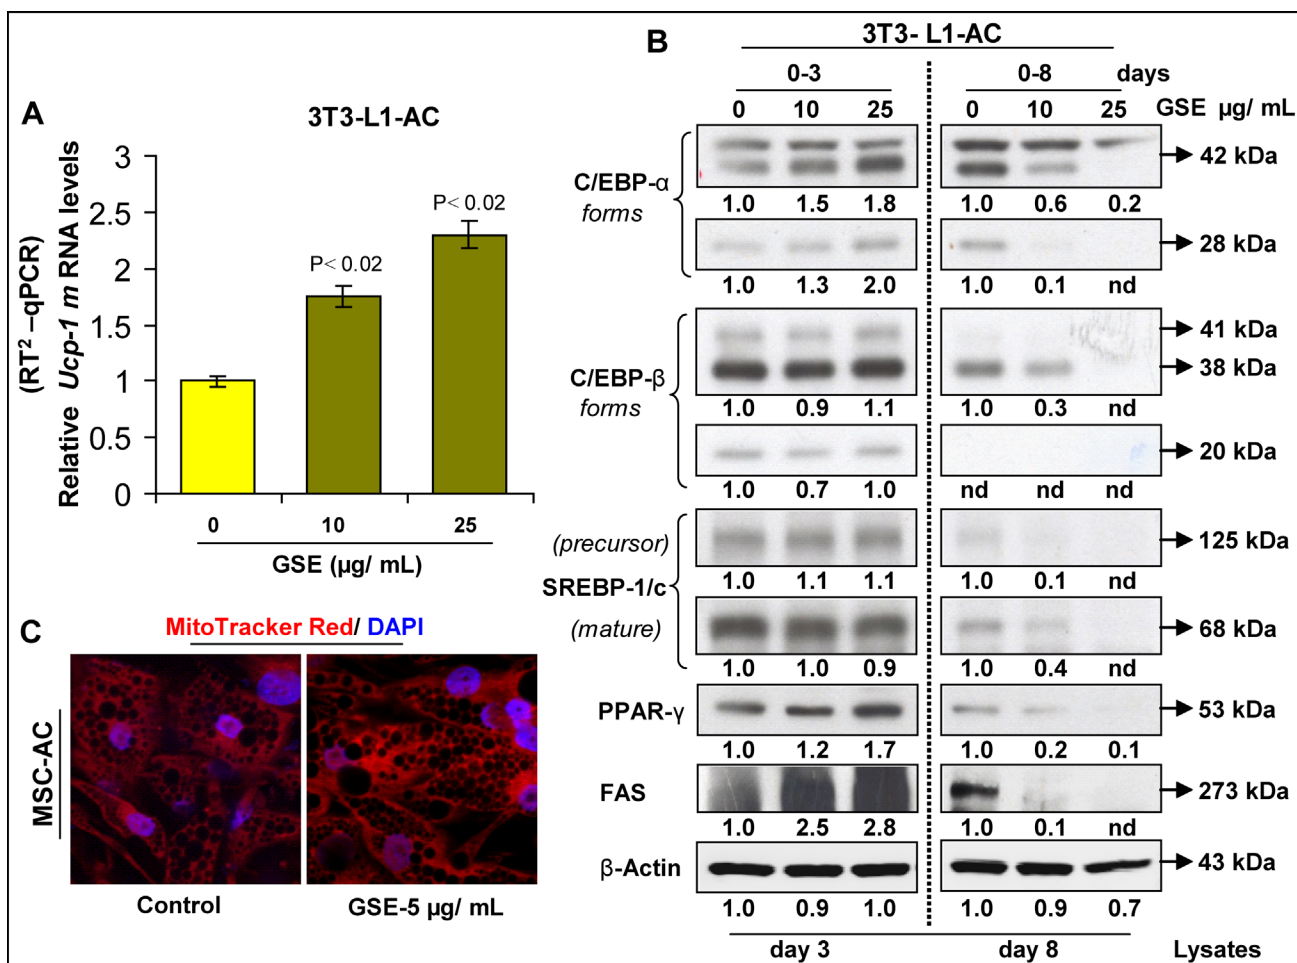 A
3T3-L1-AC
(RT² –qPCR)
Relative Ucp-1 m RNA levels
3
2.5
2
1.5
1
0.5
0
P< 0.02
P< 0.02
0 10 25
GSE (µg/ mL)
B
3T3- L1-AC
0-3 0-8 days
0 10 25 0 10 25 GSE µg/ mL
C/EBP-α
forms
42 kDa
1.0 1.5 1.8 1.0 0.6 0.2
28 kDa
1.0 1.3 2.0 1.0 0.1 nd
C/EBP-β
forms
41 kDa
38 kDa
1.0 0.9 1.1 1.0 0.3 nd
20 kDa
1.0 0.7 1.0 nd nd nd
(precursor)
125 kDa
SREBP-1/c
1.0 1.1 1.1 1.0 0.1 nd
(mature)
68 kDa
1.0 1.0 0.9 1.0 0.4 nd
PPAR-γ
53 kDa
1.0 1.2 1.7 1.0 0.2 0.1
FAS
273 kDa
1.0 2.5 2.8 1.0 0.1 nd
β-Actin
43 kDa
1.0 0.9 1.0 1.0 0.9 0.7
day 3 day 8 Lysates
C
MitoTracker Red/ DAPI
MSC-AC
Control GSE-5 µg/ mL